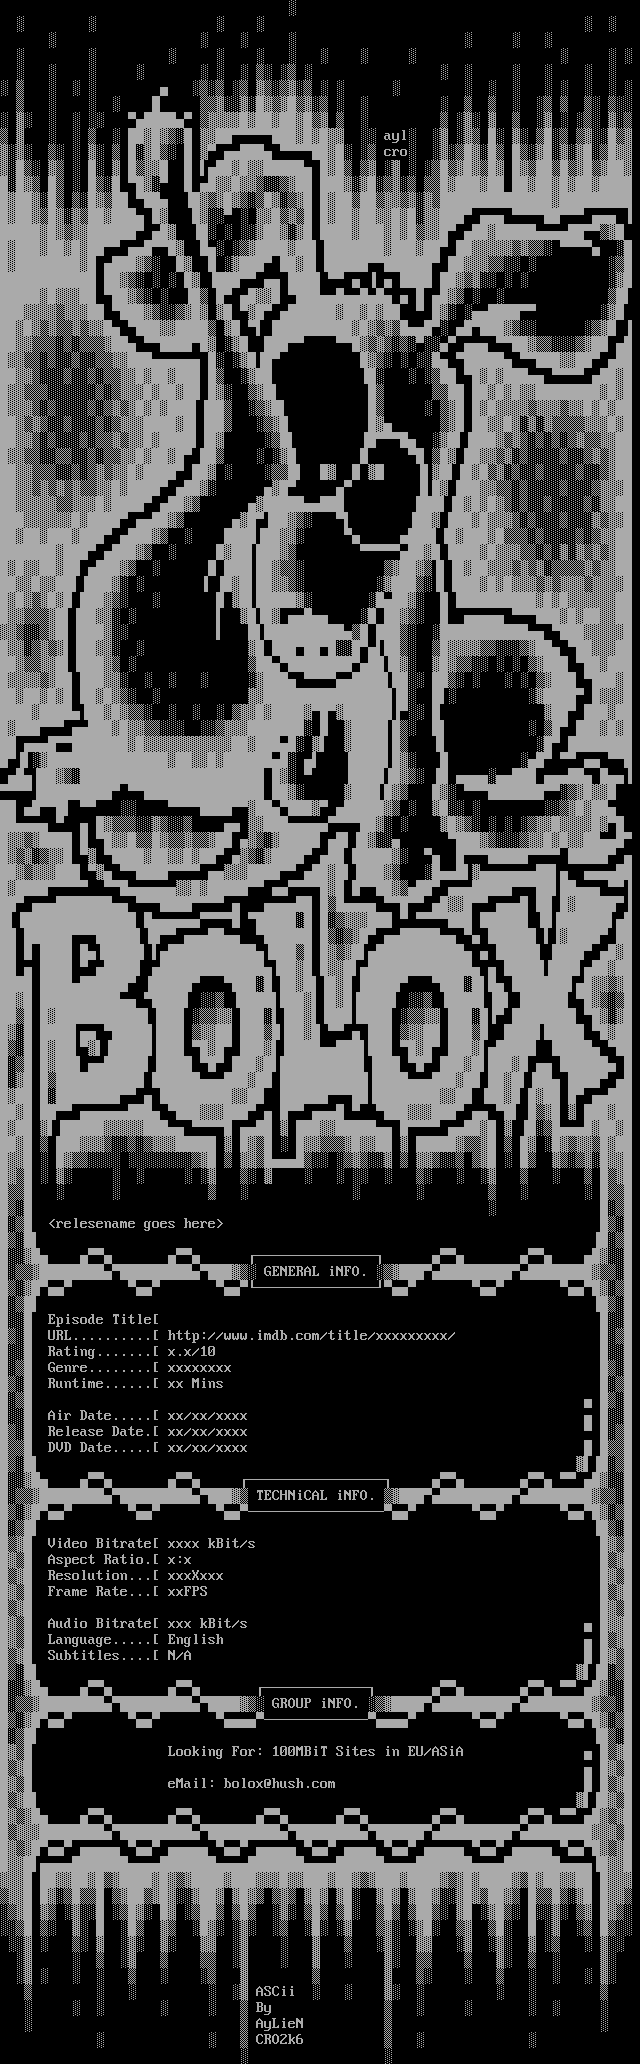 ayl
cro
BOLOX
<relesename goes here>
GENERAL iNFO.
Episode Title[
URL..........[ http://www.imdb.com/title/xxxxxxxxx/
Rating.......[ x.x/10
Genre........[ xxxxxxxx
Runtime......[ xx Mins
Air Date.....[ xx/xx/xxxx
Release Date.[ xx/xx/xxxx
DVD Date.....[ xx/xx/xxxx
TECHNiCAL iNFO.
Video Bitrate[ xxxx kBit/s
Aspect Ratio.[ x:x
Resolution...[ xxxXxxx
Frame Rate...[ xxFPS
Audio Bitrate[ xxx kBit/s
Language.....[ English
Subtitles....[ N/A
GROUP iNFO.
Looking For: 100MBiT Sites in EU/ASiA
eMail: bolox@hush.com
ASCii
By
AyLieN
CRO2k6